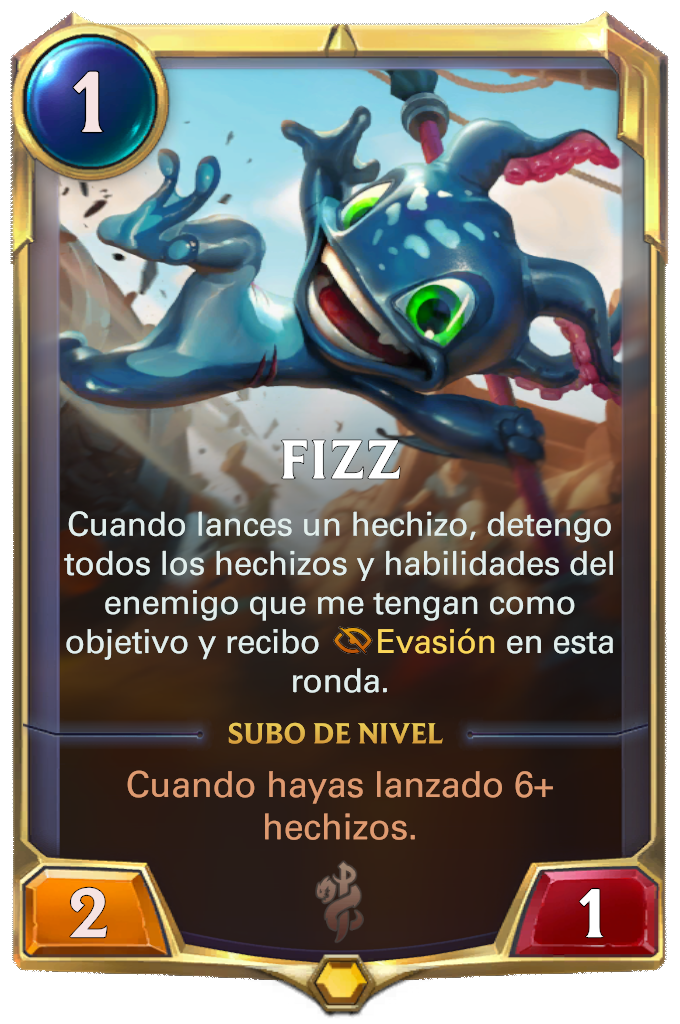 1
FIZZ
Cuando lances un hechizo, detengo
todos los hechizos y habilidades del
enemigo que me tengan como
objetivo y recibo Evasión en esta
ronda.
SUBO DE NIVEL
Cuando hayas lanzado 6+
hechizos.
2
1